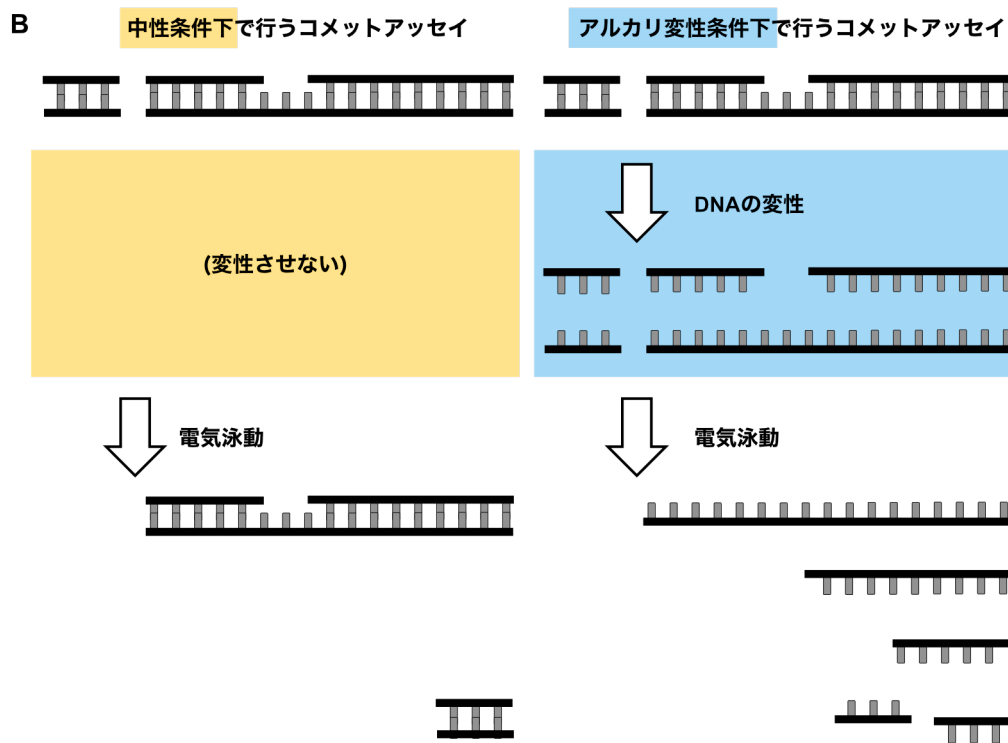 B
中性条件下で行うコメットアッセイ
アルカリ変性条件下で行うコメットアッセイ
DNAの変性
(変性させない)
電気泳動
電気泳動